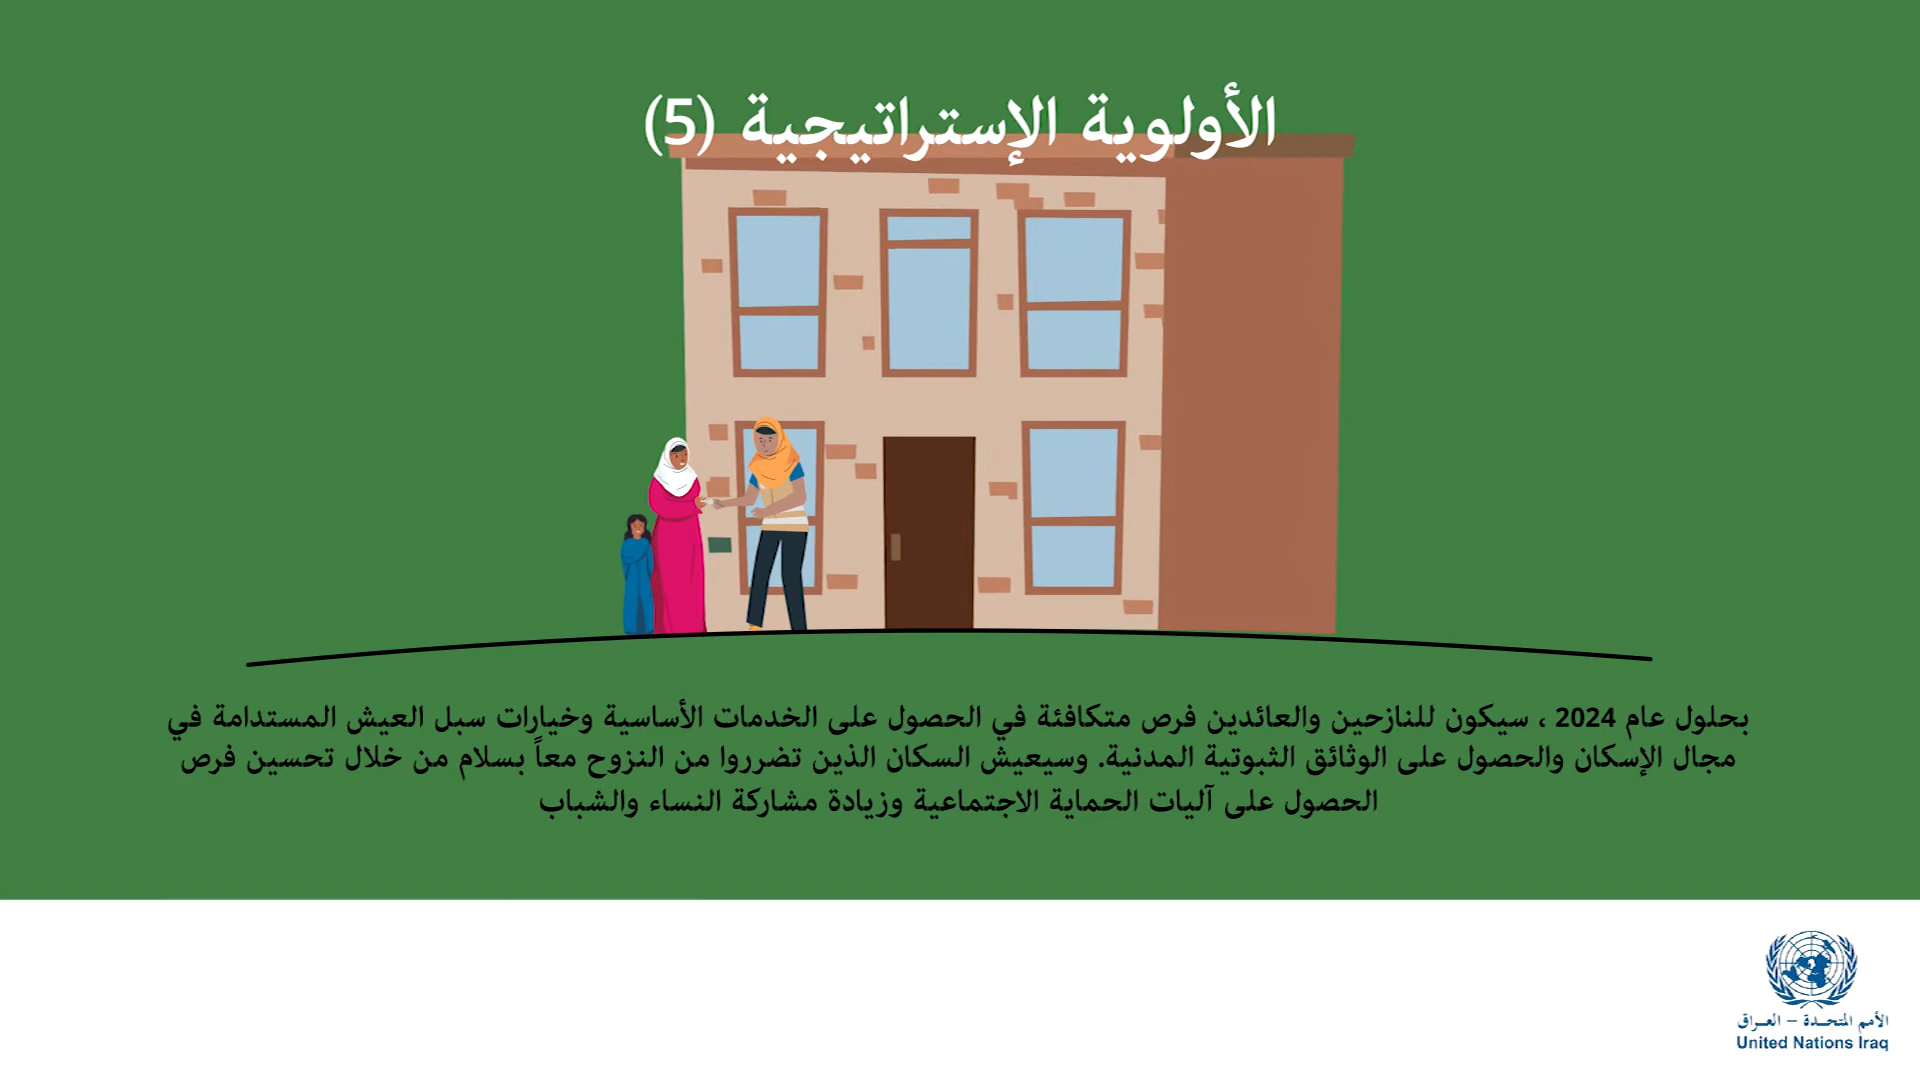 الأولوية الإستراتيجية (5)
بحلول عام 2024 ، سيكون للنازحين والعائدين فرص متكافئة في الحصول على الخدمات الأساسية وخيارات سبل العيش المستدامة في
مجال الإسكان والحصول على الوثائق الثبوتية المدنية. وسيعيش السكان الذين تضرروا من النزوح معاً بسلام من خلال تحسين فرص
الحصول على آليات الحماية الاجتماعية وزيادة مشاركة النساء والشباب
الأمم المتحـدة – العـراق
United Nations Iraq